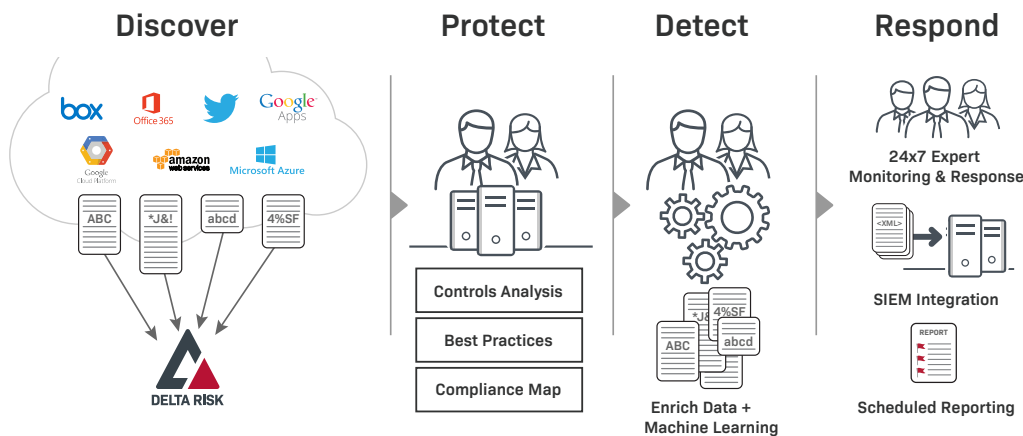 Discover
box
Office 365
Google
Apps
Google
Cloud Platform
amazon
webservices
Microsoft Azure
ABC
*J&!
abcd
4%SF
DELTA RISK
Protect
Controls Analysis
Best Practices
Compliance Map
Detect
*J&
4%SF
ABC
abcd
Enrich Data +
Machine Learning
Respond
24x7 Expert
Monitoring & Response
<XML>
SIEM Integration
REPORT
Scheduled Reporting